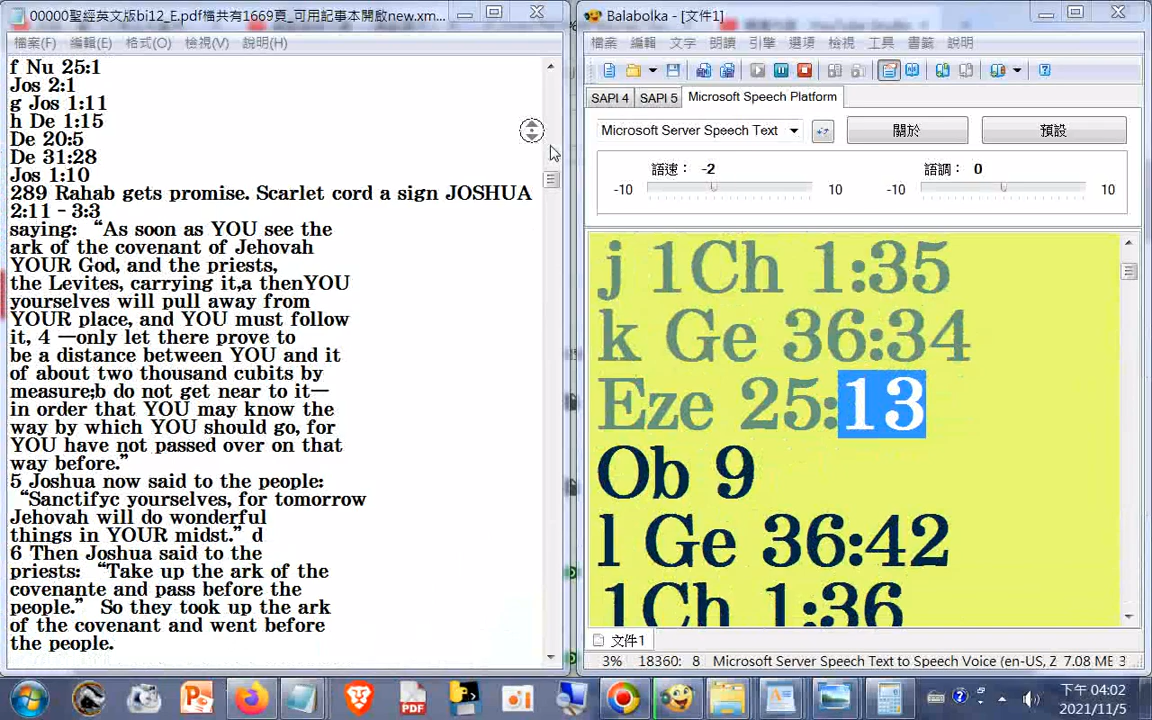 00000聖經英文版bi12_E.pdf檔共有1669頁_可用記事本開啟new.xm...
檔案(F) 編輯(E) 格式(O) 檢視(V) 說明(H)
f Nu 25:1
Jos 2:1
g Jos 1:11
h De 1:15
De 20:5
De 31:28
Jos 1:10
289 Rahab gets promise. Scarlet cord a sign JOSHUA
2:11 – 3:3
saying: “As soon as YOU see the
ark of the covenant of Jehovah
YOUR God, and the priests,
the Levites, carrying it,a thenYOU
yourselves will pull away from
YOUR place, and YOU must follow
it, 4 —only let there prove to
be a distance between YOU and it
of about two thousand cubits by
measure;b do not get near to it—
in order that YOU may know the
way by which YOU should go, for
YOU have not passed over on that
way before.”
5 Joshua now said to the people:
“Sanctifyc yourselves, for tomorrow
Jehovah will do wonderful
things in YOUR midst.” d
6 Then Joshua said to the
priests: “Take up the ark of the
covenante and pass before the
people.” So they took up the ark
of the covenant and went before
the people.
Balabolka - [文件1]
檔案 編輯 文字 朗讀 引擎 選項 檢視 工具 書籤 說明
SAPI 4 SAPI 5 Microsoft Speech Platform
Microsoft Server Speech Text 關於 預設
語速: -2 語調: 0
-10 10 -10 10
j 1Ch 1:35
k Ge 36:34
Eze 25:13
Ob 9
l Ge 36:42
1Ch 1:36
文件1
3% 18360: 8 Microsoft Server Speech Text to Speech Voice (en-US, Z 7.08 ME 3
PDF
下午 04:02
2021/11/5